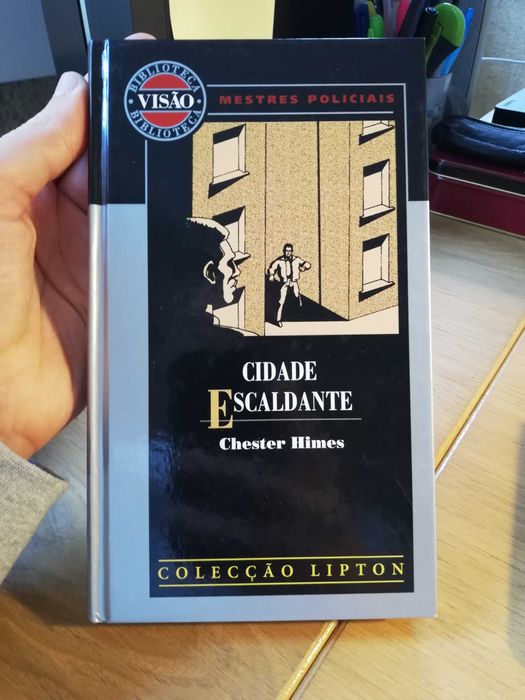 BIBLIOTECA
VISÃO
BIBLIOTECA
MESTRES POLICIAIS
CIDADE
ESCALDANTE
Chester Himes
COLECÇÃO LIPTON